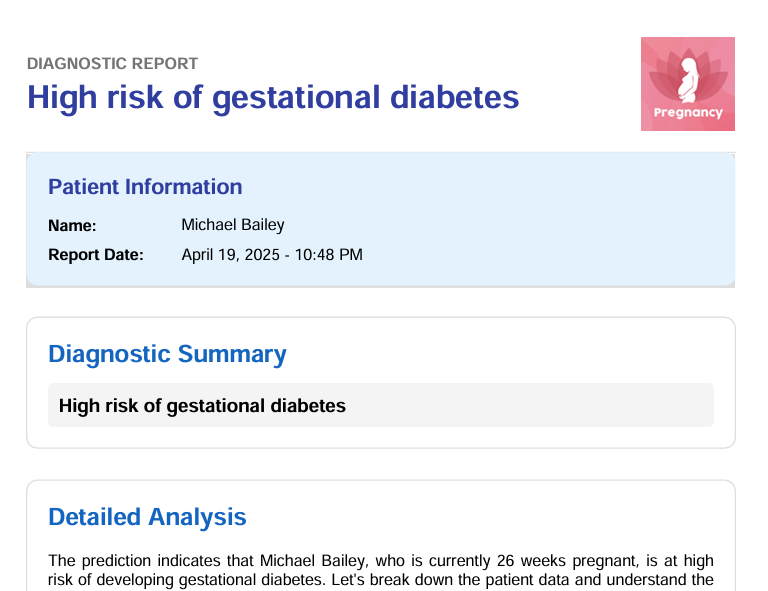 DIAGNOSTIC REPORT
High risk of gestational diabetes
Pregnancy
Patient Information
Name: Michael Bailey
Report Date: April 19, 2025 - 10:48 PM
Diagnostic Summary
High risk of gestational diabetes
Detailed Analysis
The prediction indicates that Michael Bailey, who is currently 26 weeks pregnant, is at high
risk of developing gestational diabetes. Let's break down the patient data and understand the